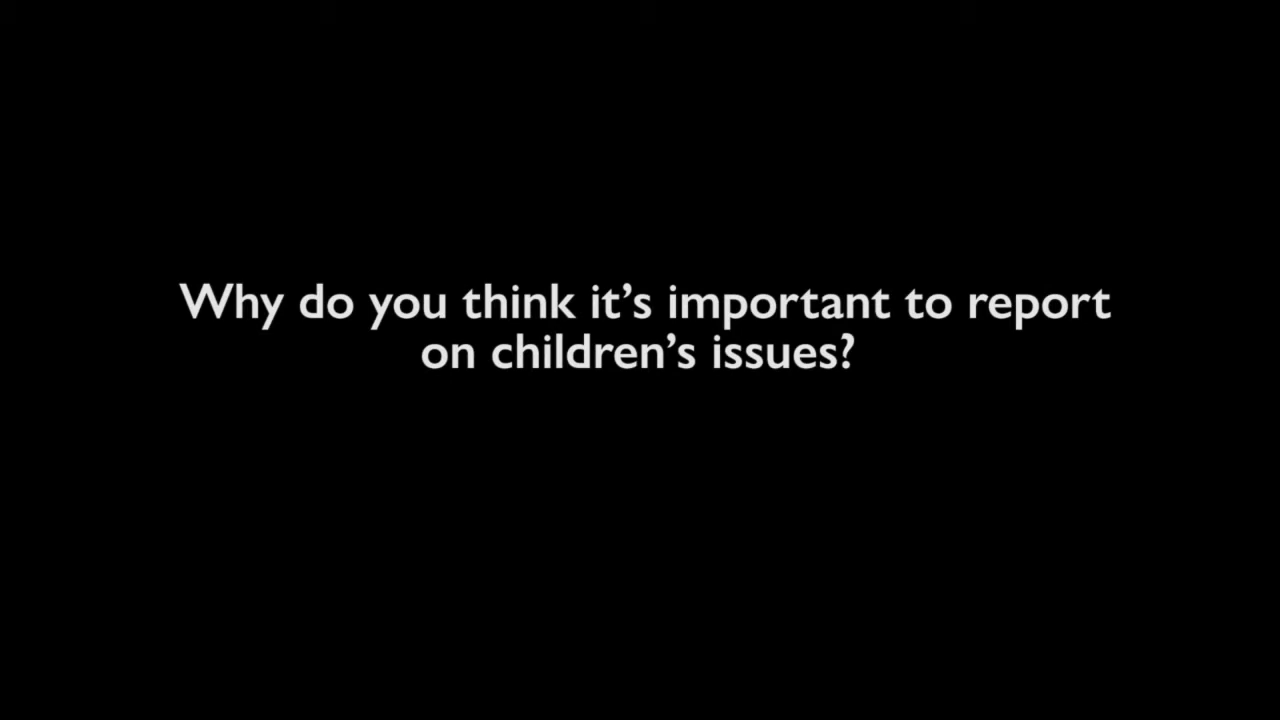 Why do you think it’s important to report
on children’s issues?